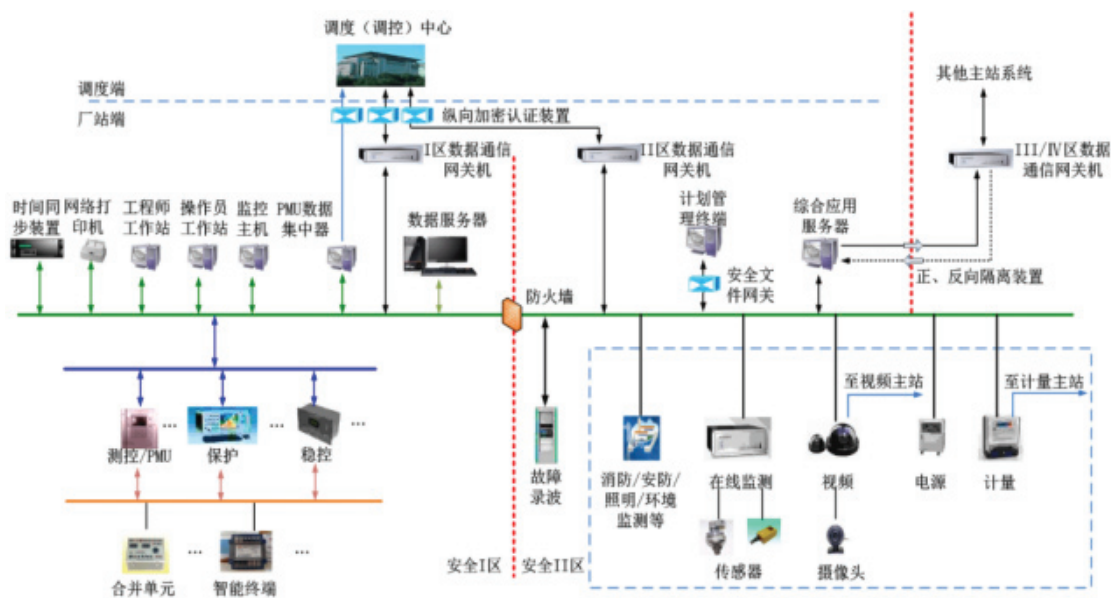 调度（调控）中心
其他主站系统
调度端
厂站端
纵向加密认证装置
I区数据通信
网关机
II区数据通信
网关机
III/IV区数据
通信网关机
时间同
步装置
网络打
印机
工程师
工作站
操作员
工作站
监控
主机
PMU数据
集中器
数据服务器
计划管
理终端
综合应用
服务器
安全文
件网关
正、反向隔离装置
防火墙
至视频主站
至计量主站
测控/PMU
...
保护
...
稳控
...
故障
录波
消防/安防/
照明/环境
监测等
在线监测
视频
电源
计量
合并单元
...
智能终端
...
安全I区
安全II区
传感器
摄像头